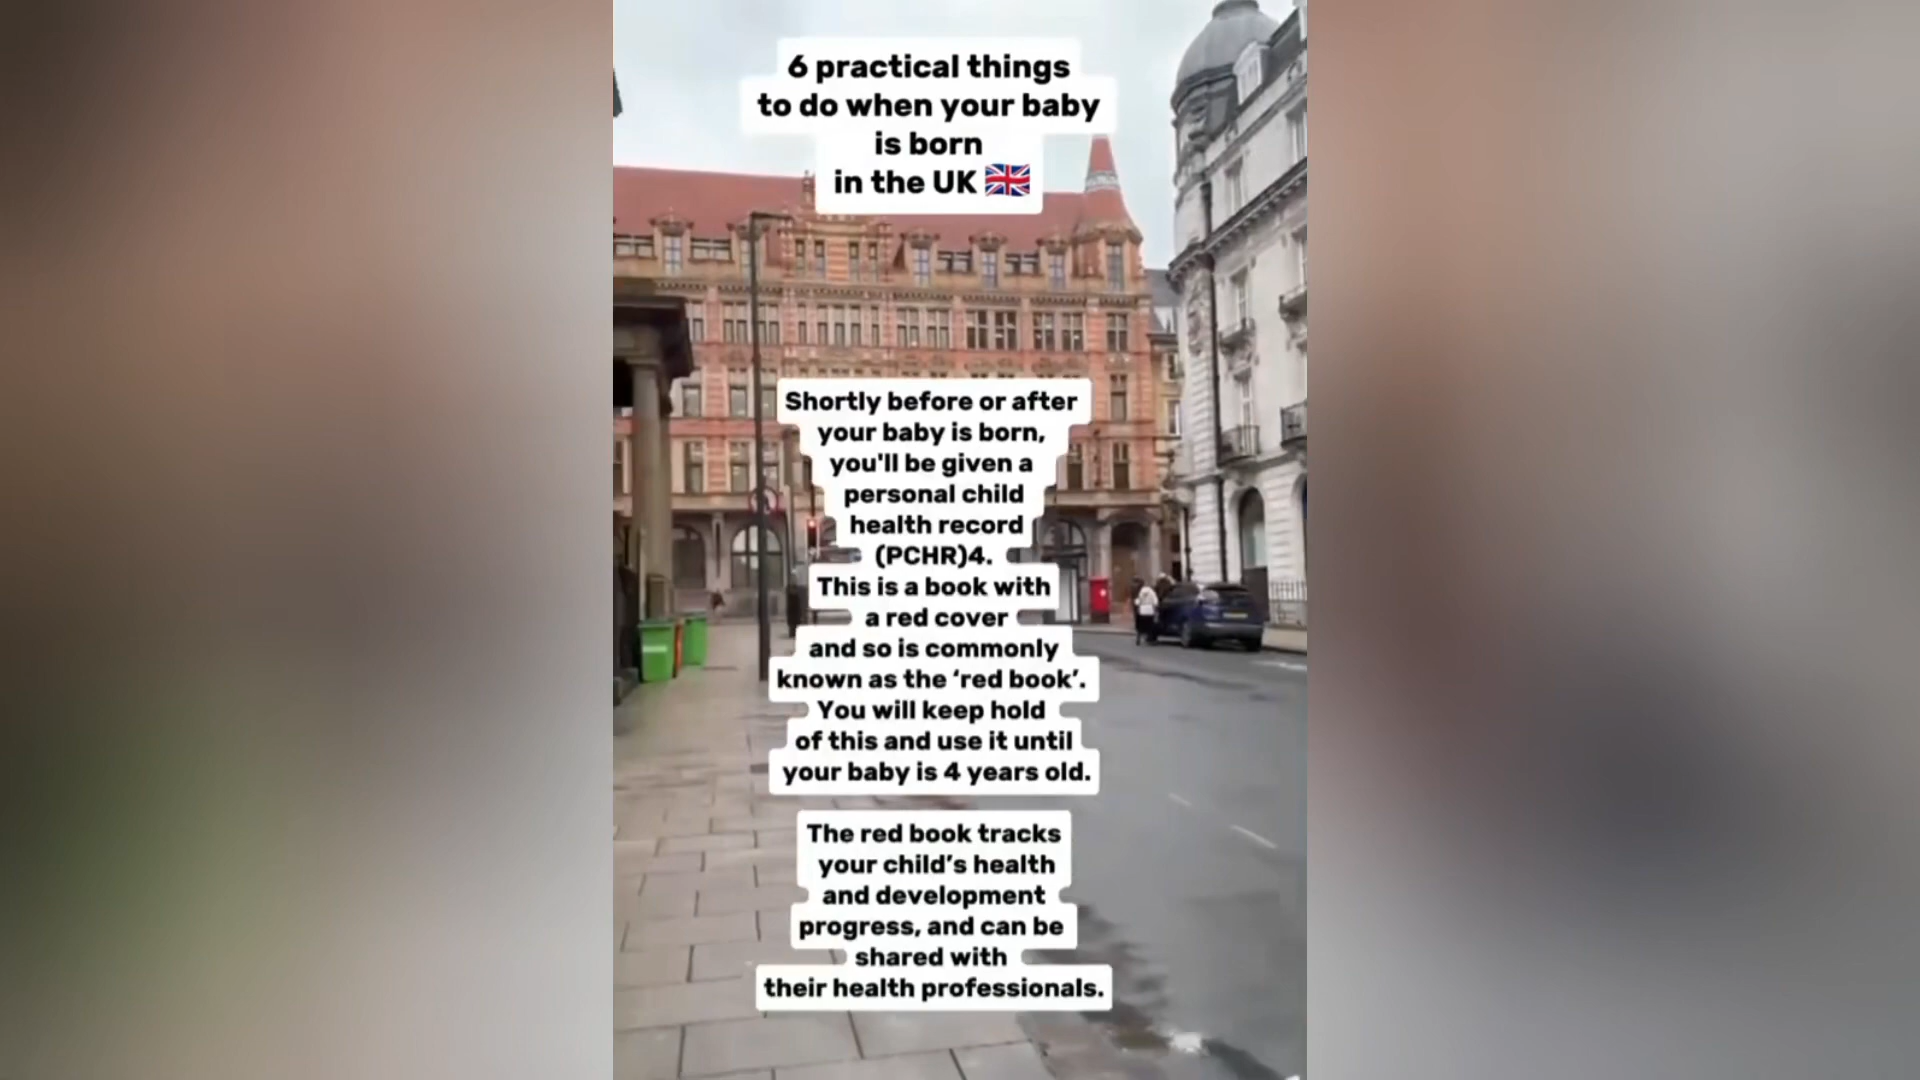 6 practical things
to do when your baby
is born
in the UK 🇬🇧
Shortly before or after
your baby is born,
you'll be given a
personal child
health record
(PCHR)4.
This is a book with
a red cover
and so is commonly
known as the ‘red book’.
You will keep hold
of this and use it until
your baby is 4 years old.
The red book tracks
your child’s health
and development
progress, and can be
shared with
their health professionals.